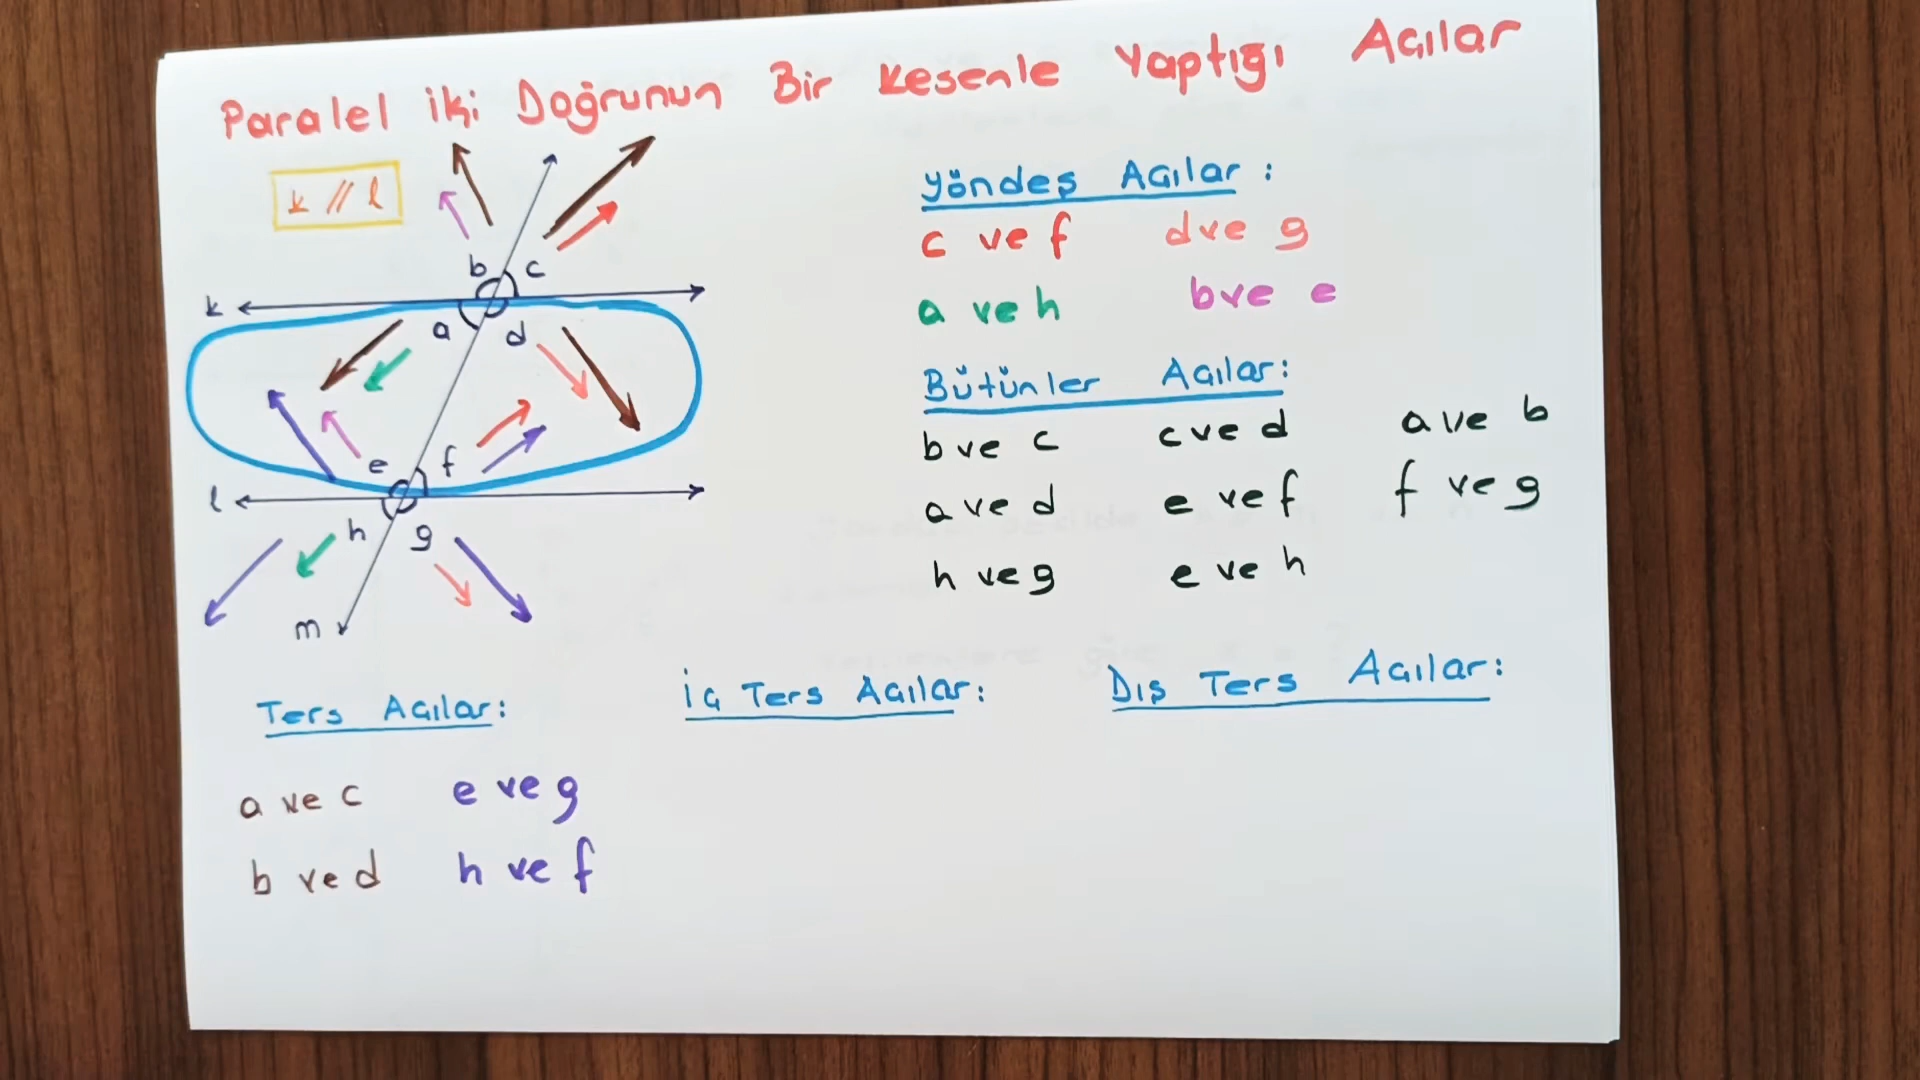 Paralel İki Doğrunun Bir Kesenle Yaptığı Açılar
k // l
b c
k
a d
e f
l
h g
m
Yöndeş Açılar :
c ve f d ve g
a ve h b ve e
Bütünler Açılar:
b ve c c ve d a ve b
a ve d e ve f f ve g
h ve g e ve h
Ters Açılar:
a ve c e ve g
b ve d h ve f
İç Ters Açılar:
Dış Ters Açılar: